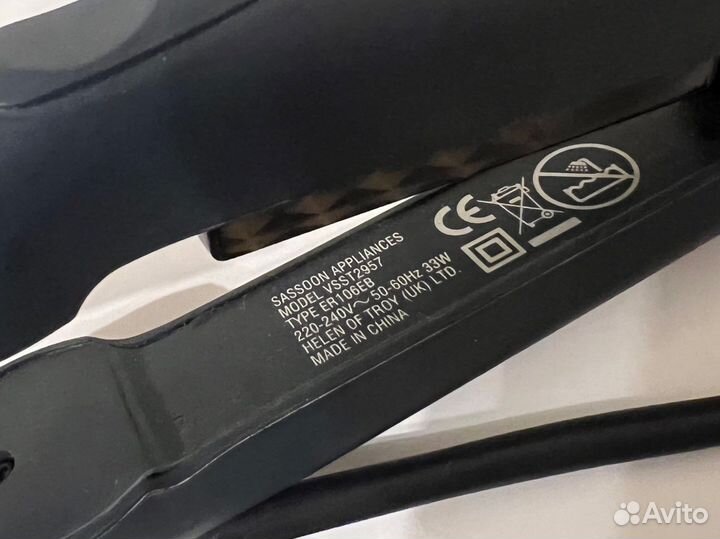 SASSOON APPLIANCES
MODEL VSST2957
TYPE ER106EB
220-240V~ 50-60Hz 33W
HELEN OF TROY (UK) LTD.
MADE IN CHINA
CE
Avito